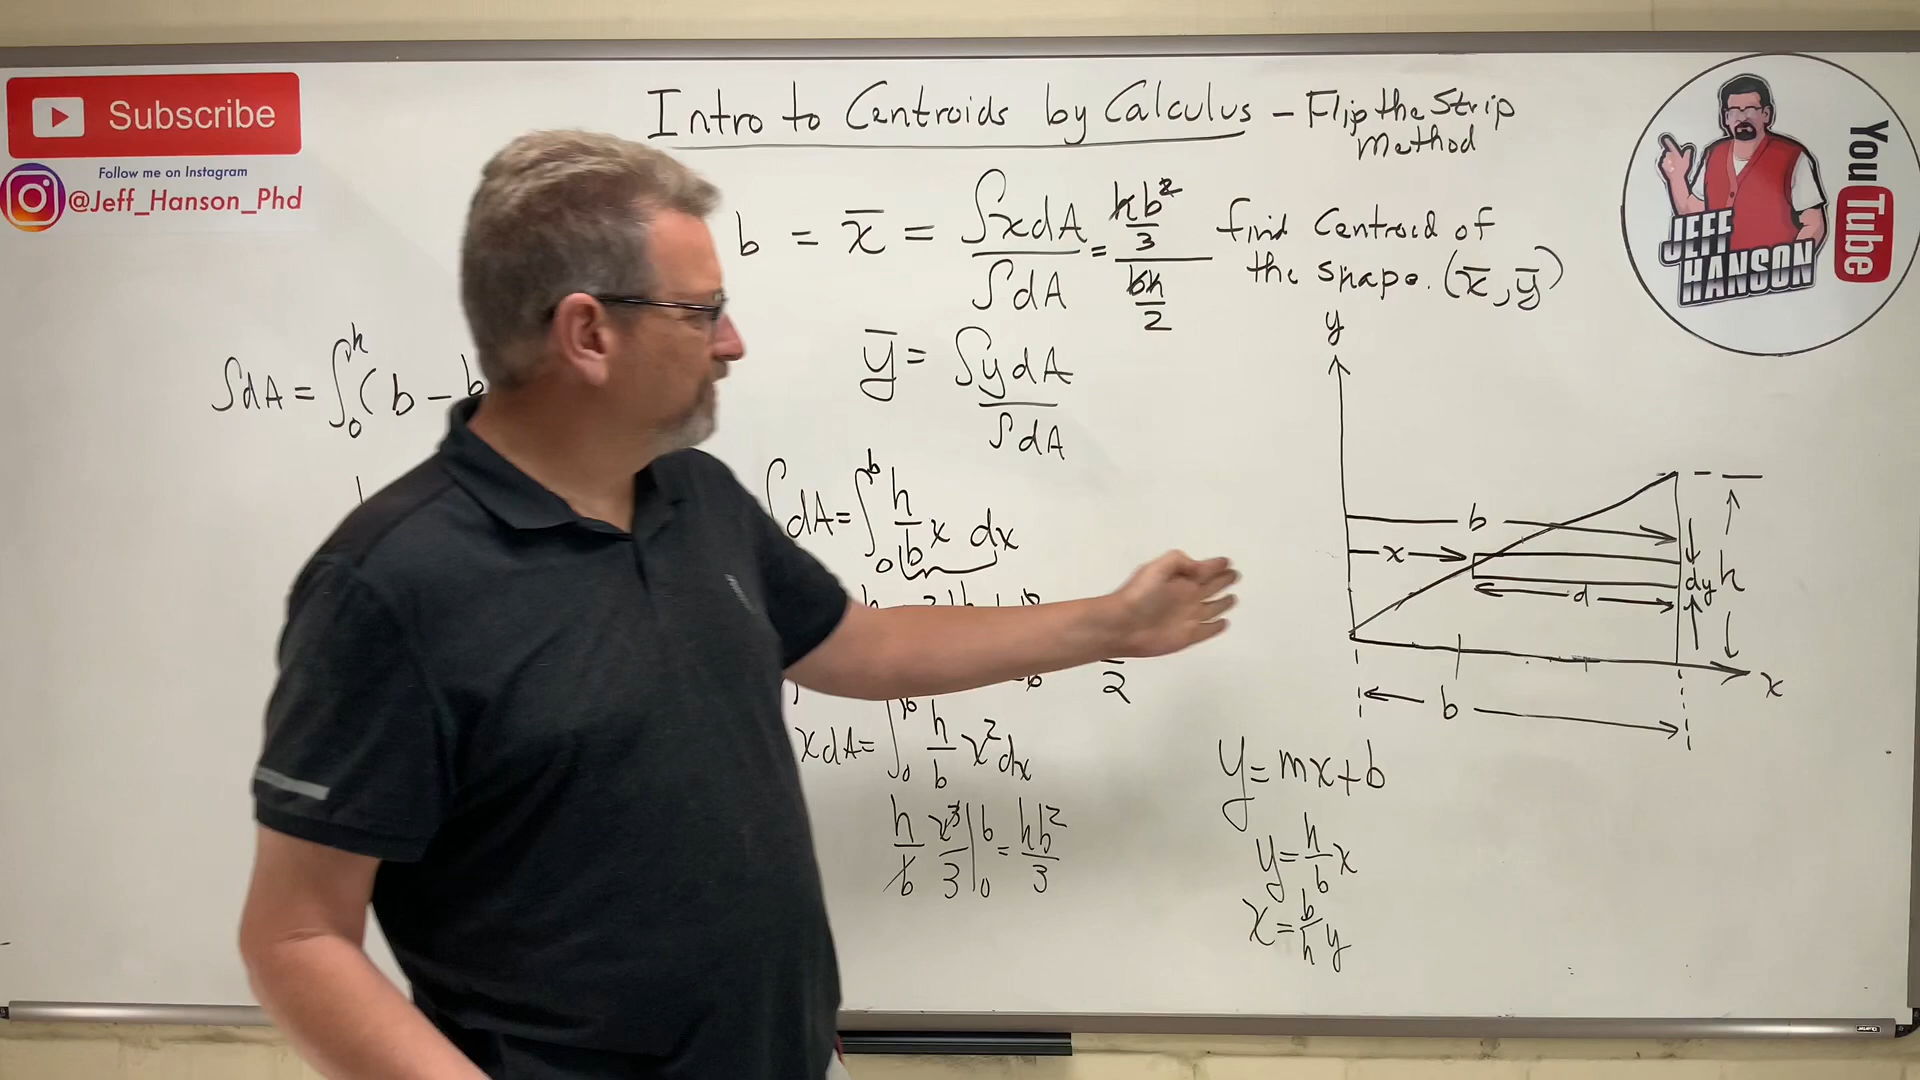 Subscribe
Follow me on Instagram
@Jeff_Hanson_Phd
Intro to Centroids by Calculus - Flip the Strip
Method
YouTube
JEFF
HANSON
b = x̄ = ∫xdA / ∫dA = (hb²/3) / (bh/2)
find Centroid of
the shape. (x̄, ȳ)
ȳ = ∫ydA / ∫dA
∫dA = ∫₀ʰ ( b - b
∫dA = ∫₀ᵇ h/b x dx
2
xdA = ∫₀ᵇ h/b x² dx
h/b x³/3 |₀ᵇ = hb²/3
y
b
x
d
dy
h
b
x
y = mx + b
y = h/b x
x = b/h y